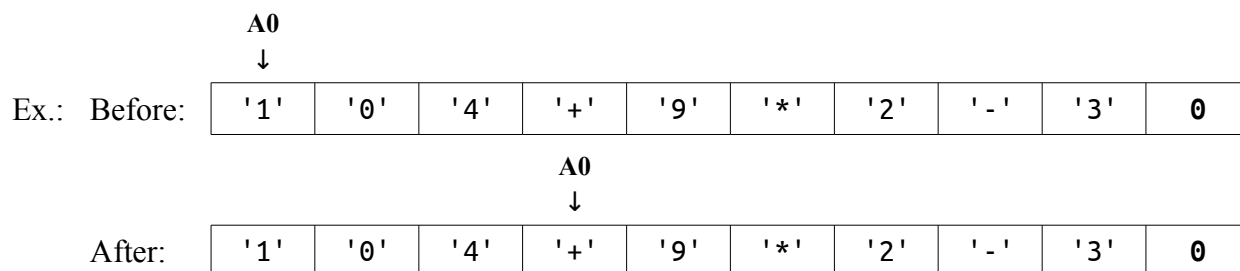 A0
↓
Ex.: Before: '1' '0' '4' '+' '9' '*' '2' '-' '3' 0
A0
↓
After: '1' '0' '4' '+' '9' '*' '2' '-' '3' 0